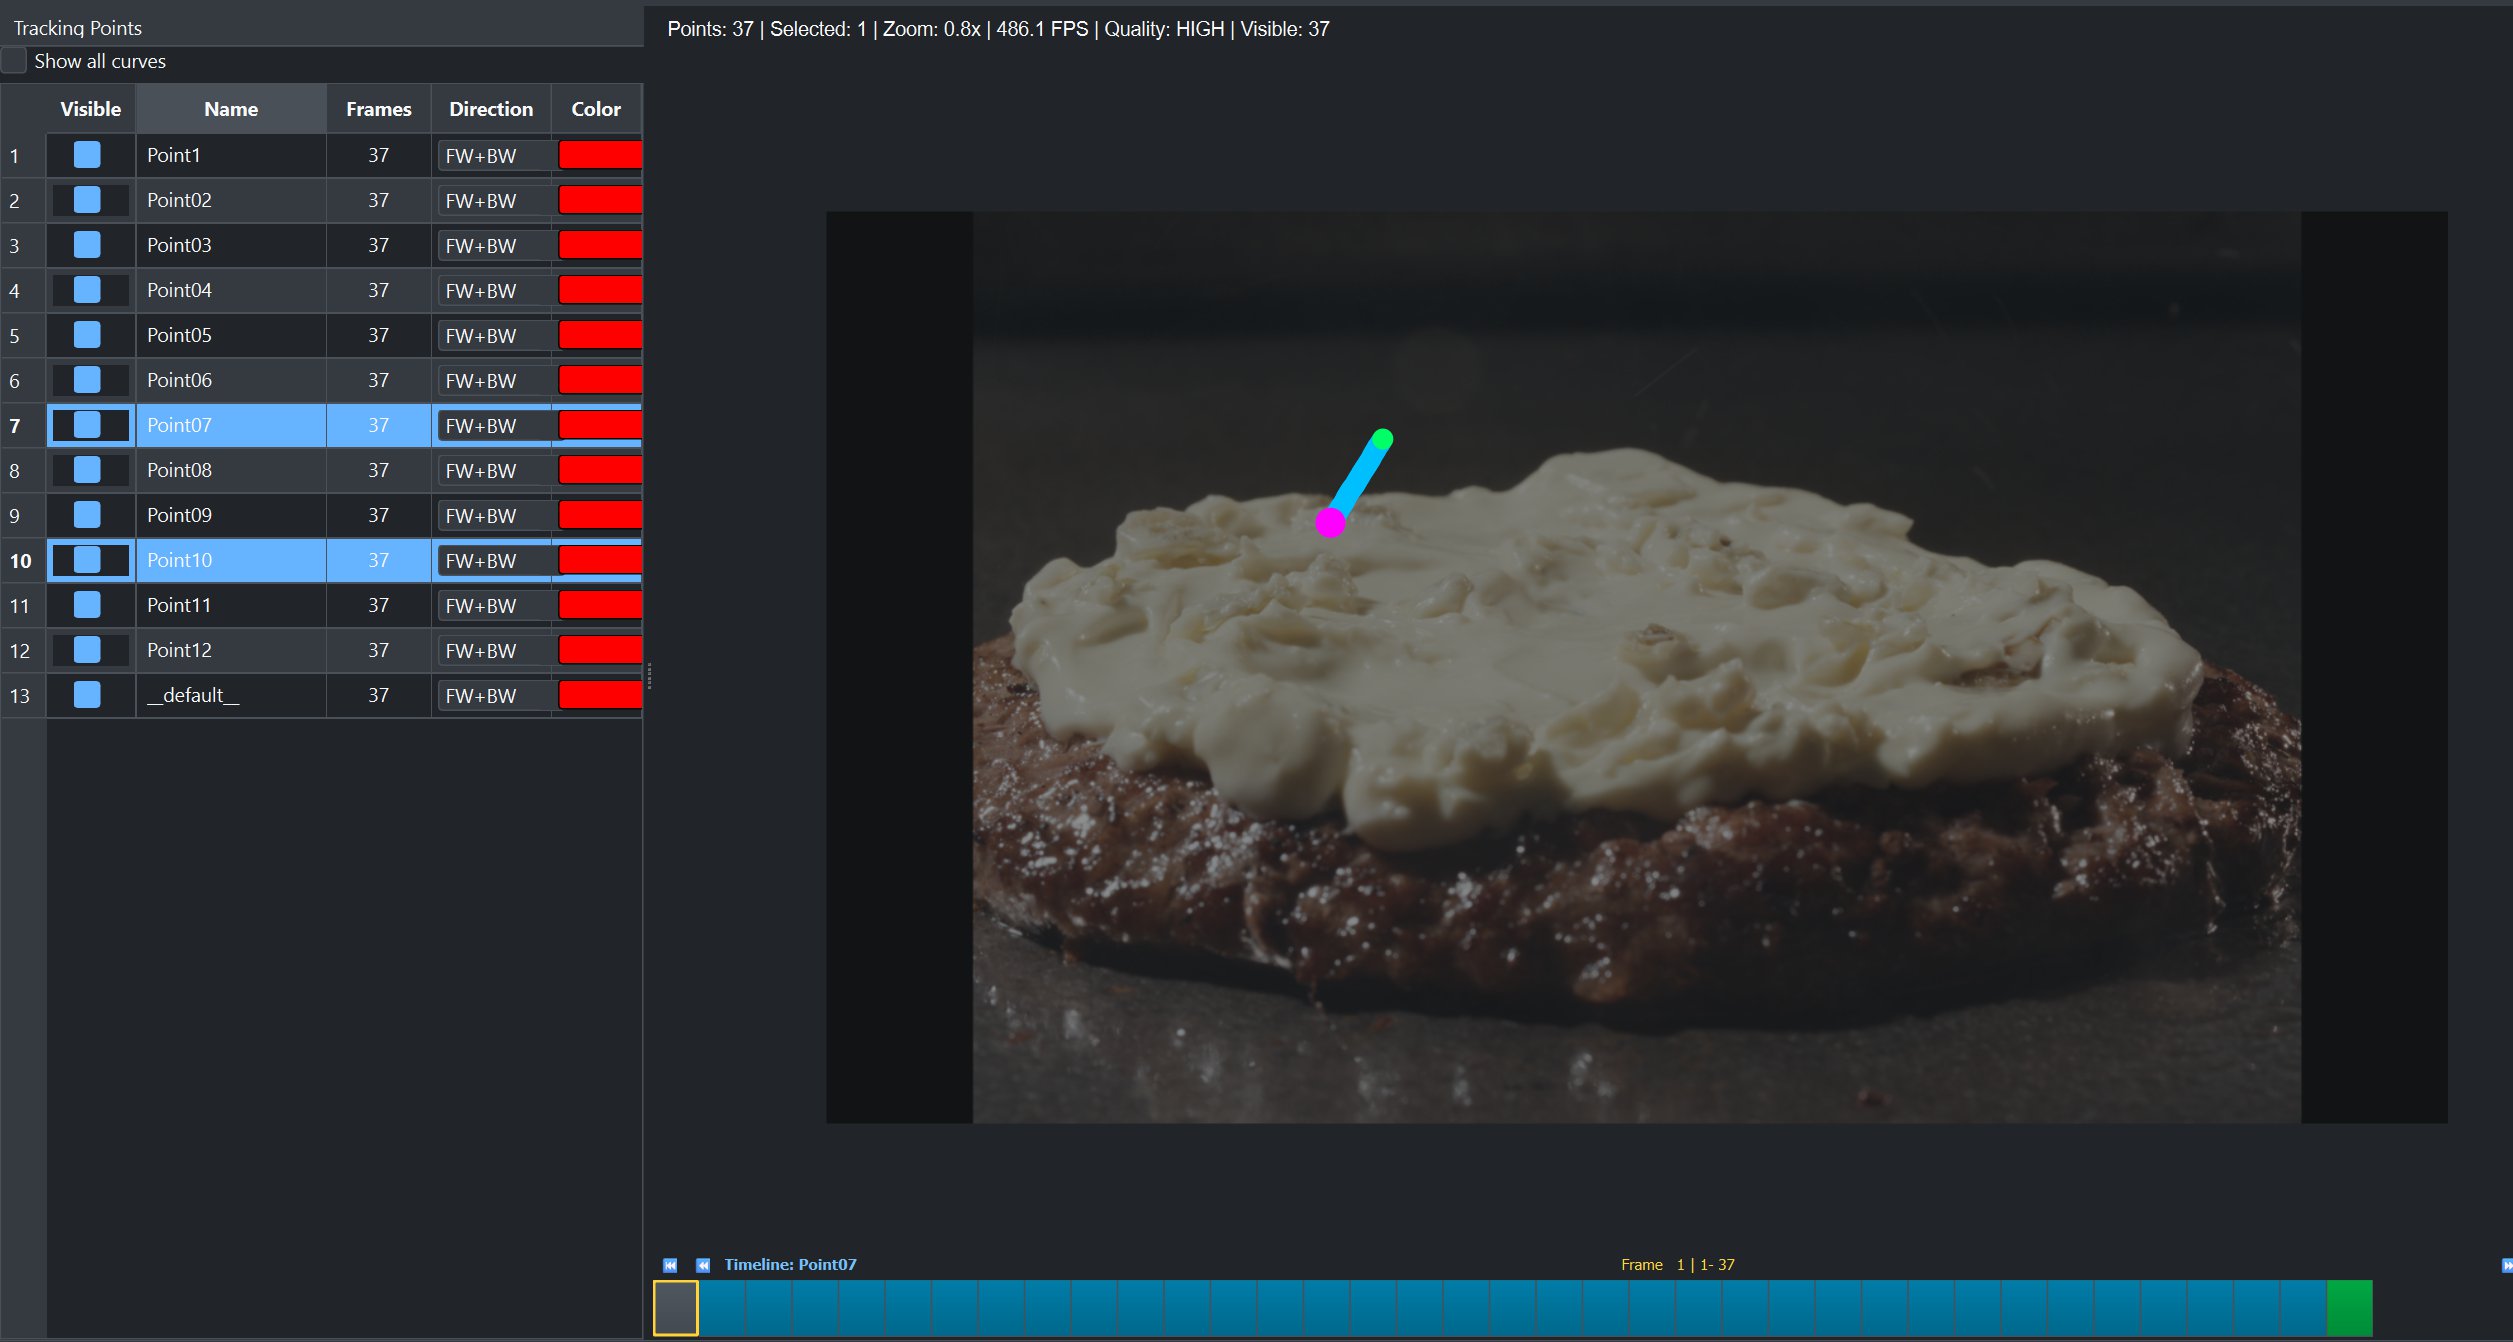 Tracking Points
Points: 37 | Selected: 1 | Zoom: 0.8x | 486.1 FPS | Quality: HIGH | Visible: 37
Show all curves
Visible Name Frames Direction Color
1 Point1 37 FW+BW
2 Point02 37 FW+BW
3 Point03 37 FW+BW
4 Point04 37 FW+BW
5 Point05 37 FW+BW
6 Point06 37 FW+BW
7 Point07 37 FW+BW
8 Point08 37 FW+BW
9 Point09 37 FW+BW
10 Point10 37 FW+BW
11 Point11 37 FW+BW
12 Point12 37 FW+BW
13 __default__ 37 FW+BW
Timeline: Point07
Frame 1 | 1- 37